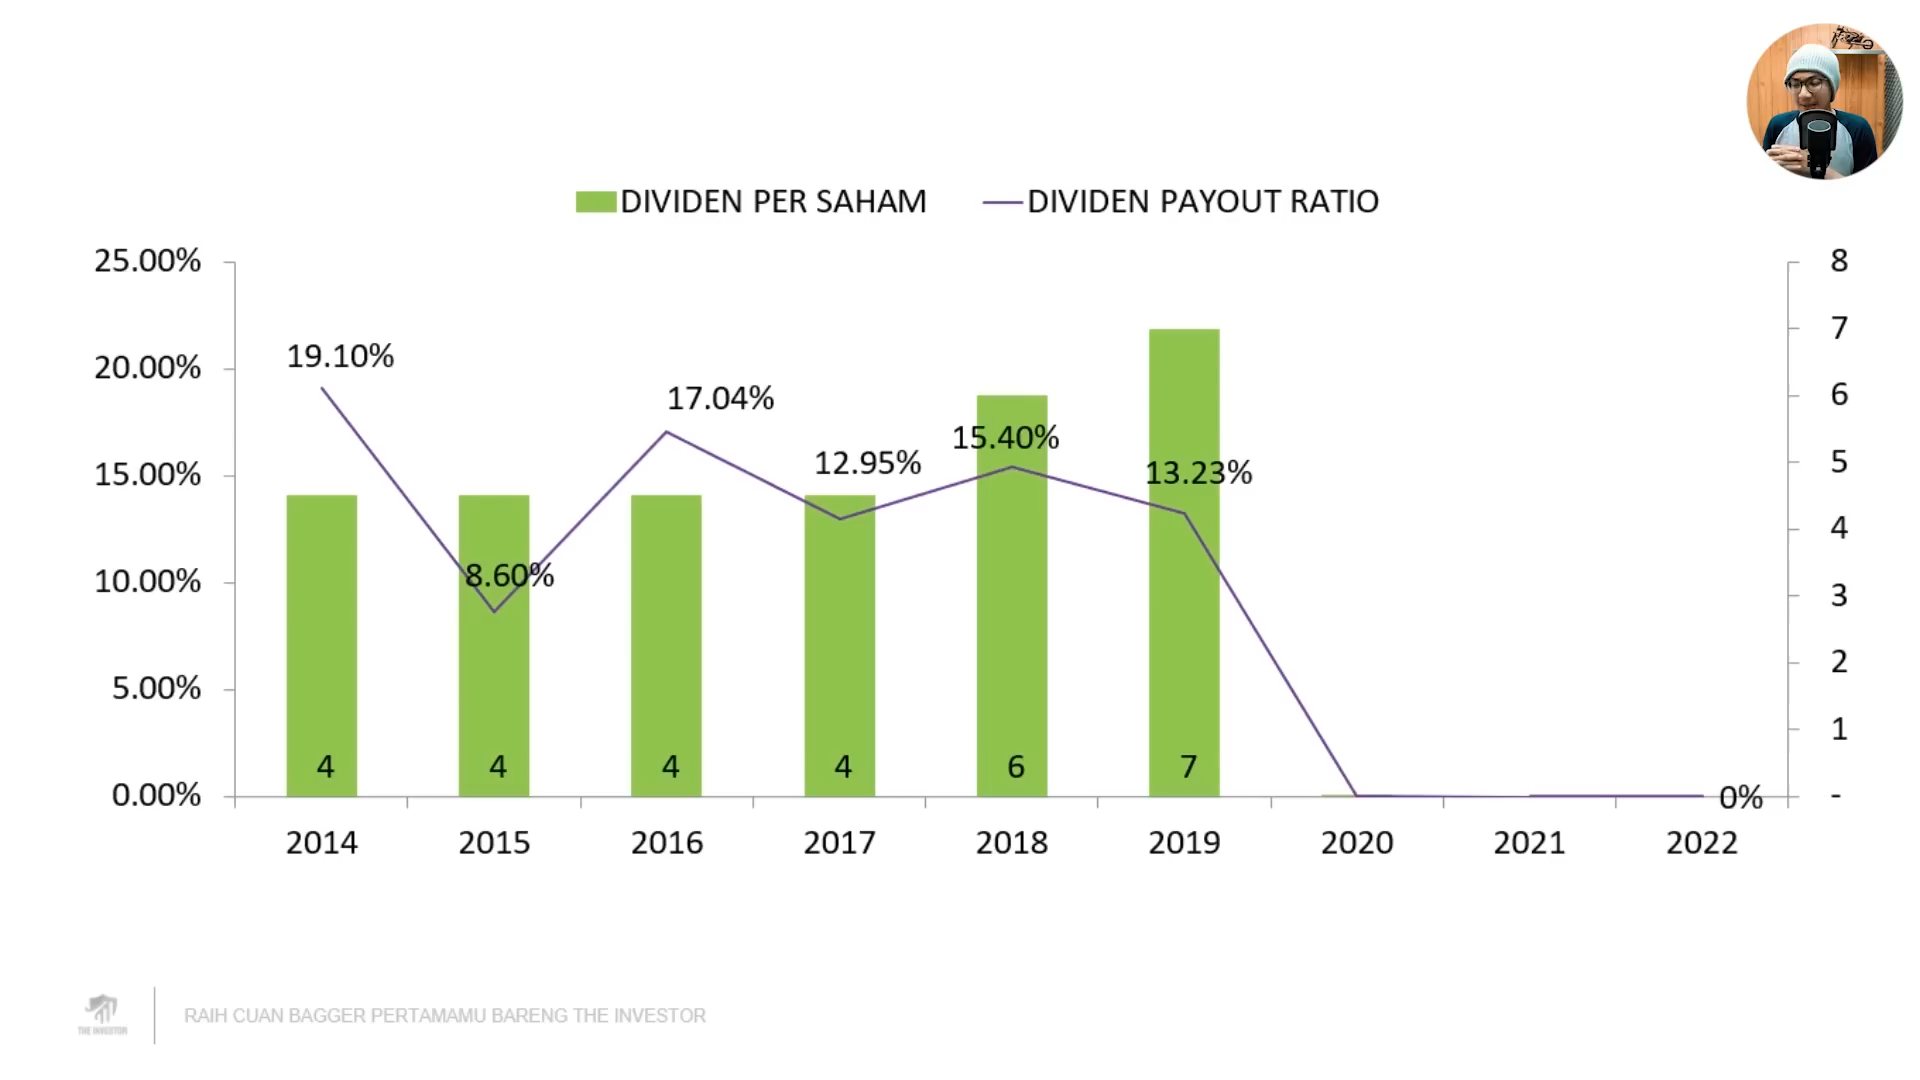 DIVIDEN PER SAHAM DIVIDEN PAYOUT RATIO
25.00% 8
7
19.10%
20.00%
17.04% 6
15.40%
12.95% 5
15.00% 13.23%
4
8.60%
10.00% 3
2
5.00%
1
4 4 4 4 6 7
0.00% 0% -
2014 2015 2016 2017 2018 2019 2020 2021 2022
THE INVESTOR
RAIH CUAN BAGGER PERTAMAMU BARENG THE INVESTOR